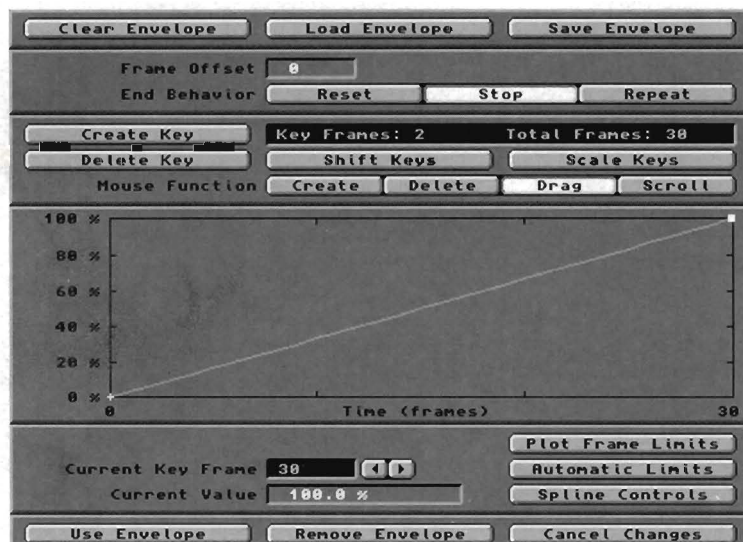 Clear Envelope Load Envelope Save Envelope
Frame Offset 0
End Behavior Reset Stop Repeat
Create Key Key Frames: 2 Total Frames: 30
Delete Key Shift Keys Scale Keys
Mouse Function Create Delete Drag Scroll
100 %
80 %
60 %
40 %
20 %
0 %
0 Time (frames) 30
Plot Frame Limits
Current Key Frame 30 Automatic Limits
Current Value 100.0 % Spline Controls
Use Envelope Remove Envelope Cancel Changes